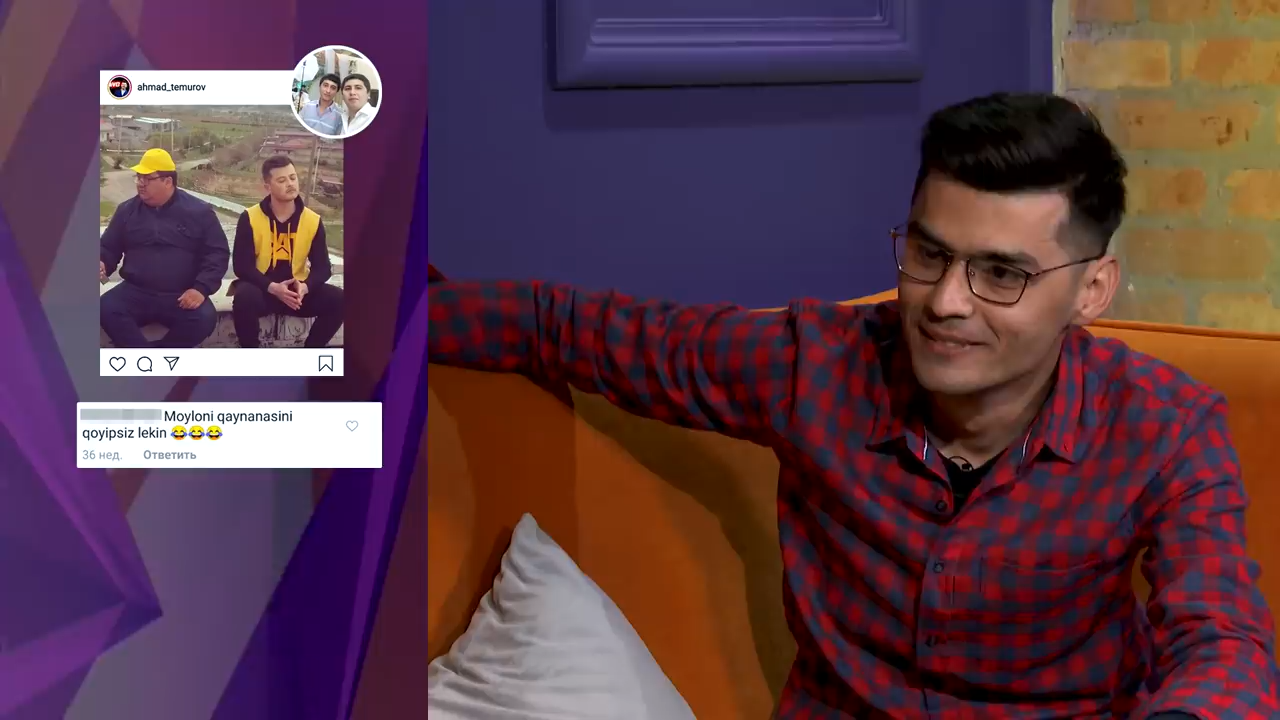 ahmad_temurov
Moyloni qaynanasini
qoyipsiz lekin 😂😂😂
36 нед. Ответить